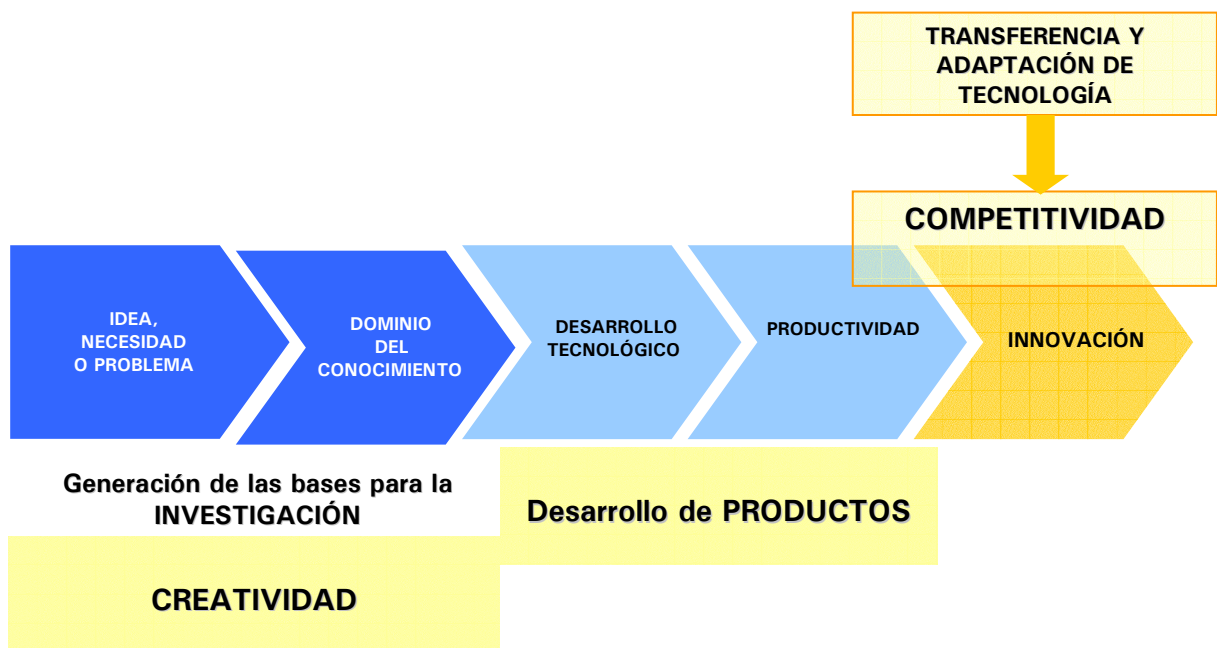 TRANSFERENCIA Y
ADAPTACIÓN DE
TECNOLOGÍA
COMPETITIVIDAD
IDEA,
NECESIDAD
O PROBLEMA
DOMINIO
DEL
CONOCIMIENTO
DESARROLLO
TECNOLÓGICO
PRODUCTIVIDAD
INNOVACIÓN
Generación de las bases para la
INVESTIGACIÓN
Desarrollo de PRODUCTOS
CREATIVIDAD